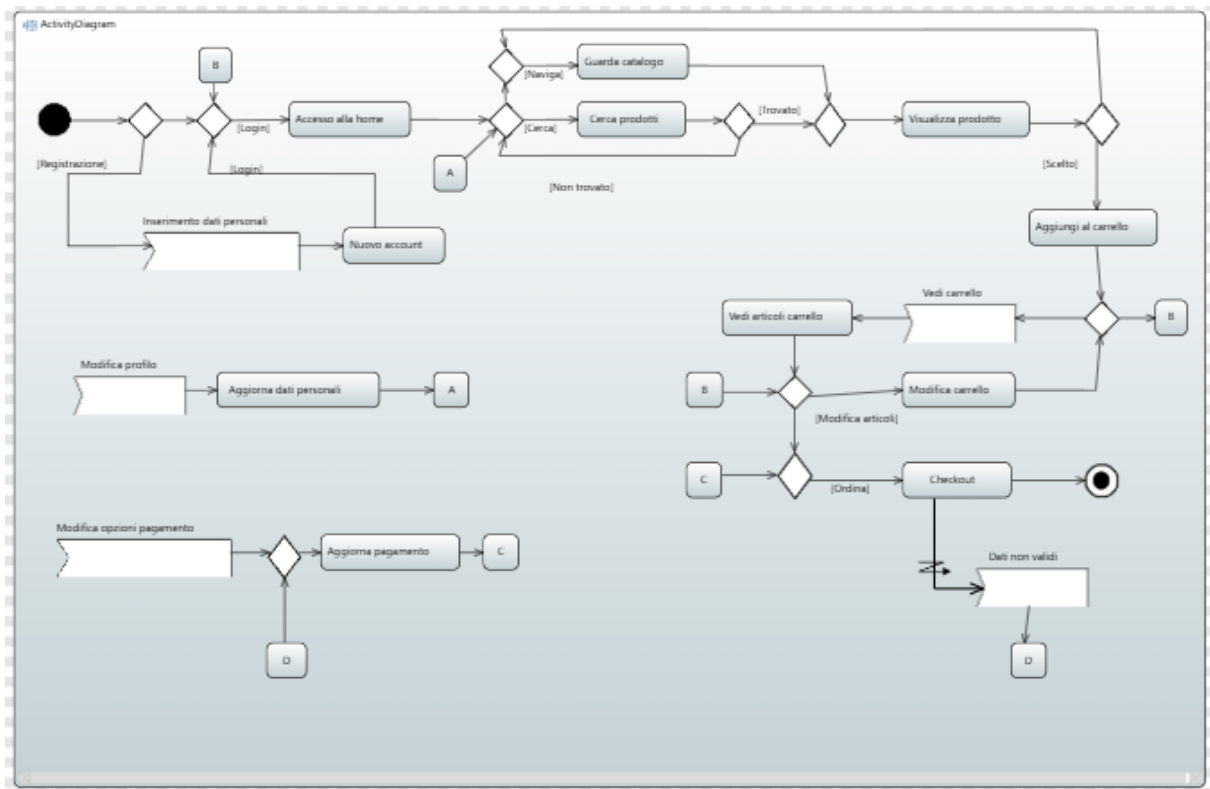 ActivityDiagram
B
Guarda catalogo
[Naviga]
[Trovato]
[Login]
Accesso alla home
[Cerca]
Cerca prodotti
Visualizza prodotto
[Registrazione]
[Login]
A
[Scelto]
[Non trovato]
Inserimento dati personali
Nuovo account
Aggiungi al carrello
Vedi carrello
Vedi articoli carrello
B
Modifica profilo
Aggiorna dati personali
A
B
Modifica carrello
[Modifica articoli]
C
Checkout
[Ordina]
Modifica opzioni pagamento
Aggiorna pagamento
C
Dati non validi
D
D